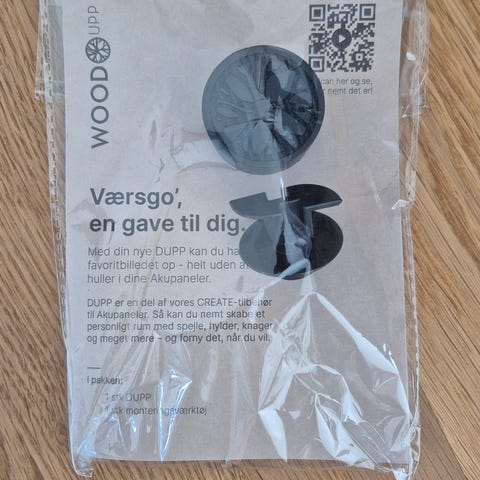 WOOD UPP
can her og se,
nemt det er!
Værsgo’,
en gave til dig.
Med din nye DUPP kan du ha
favoritbilledet op - helt uden at
huller i dine Akupaneler.
DUPP er en del af vores CREATE-tilbehør
til Akupaneler. Så kan du nemt skabe et
personligt rum med spejle, hylder, knager
og meget mere – og forny det, når du vil.
I pakken:
1 stk DUPP
1 stk monteringsværktøj